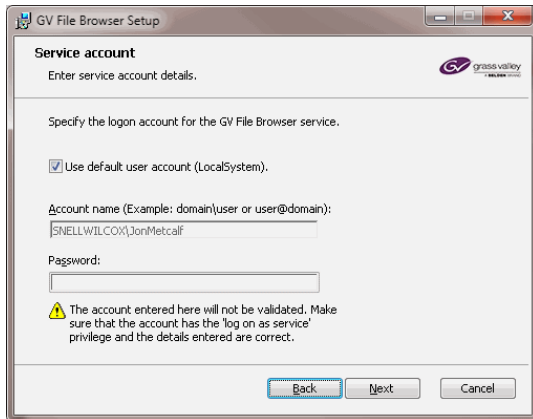 GV File Browser Setup
Service account
Enter service account details.
GV grass valley
A BELDEN BRAND
Specify the logon account for the GV File Browser service.
Use default user account (LocalSystem).
Account name (Example: domain\user or user@domain):
SNELLWILCOX\JonMetcalf
Password:
The account entered here will not be validated. Make
sure that the account has the 'log on as service'
privilege and the details entered are correct.
Back
Next
Cancel